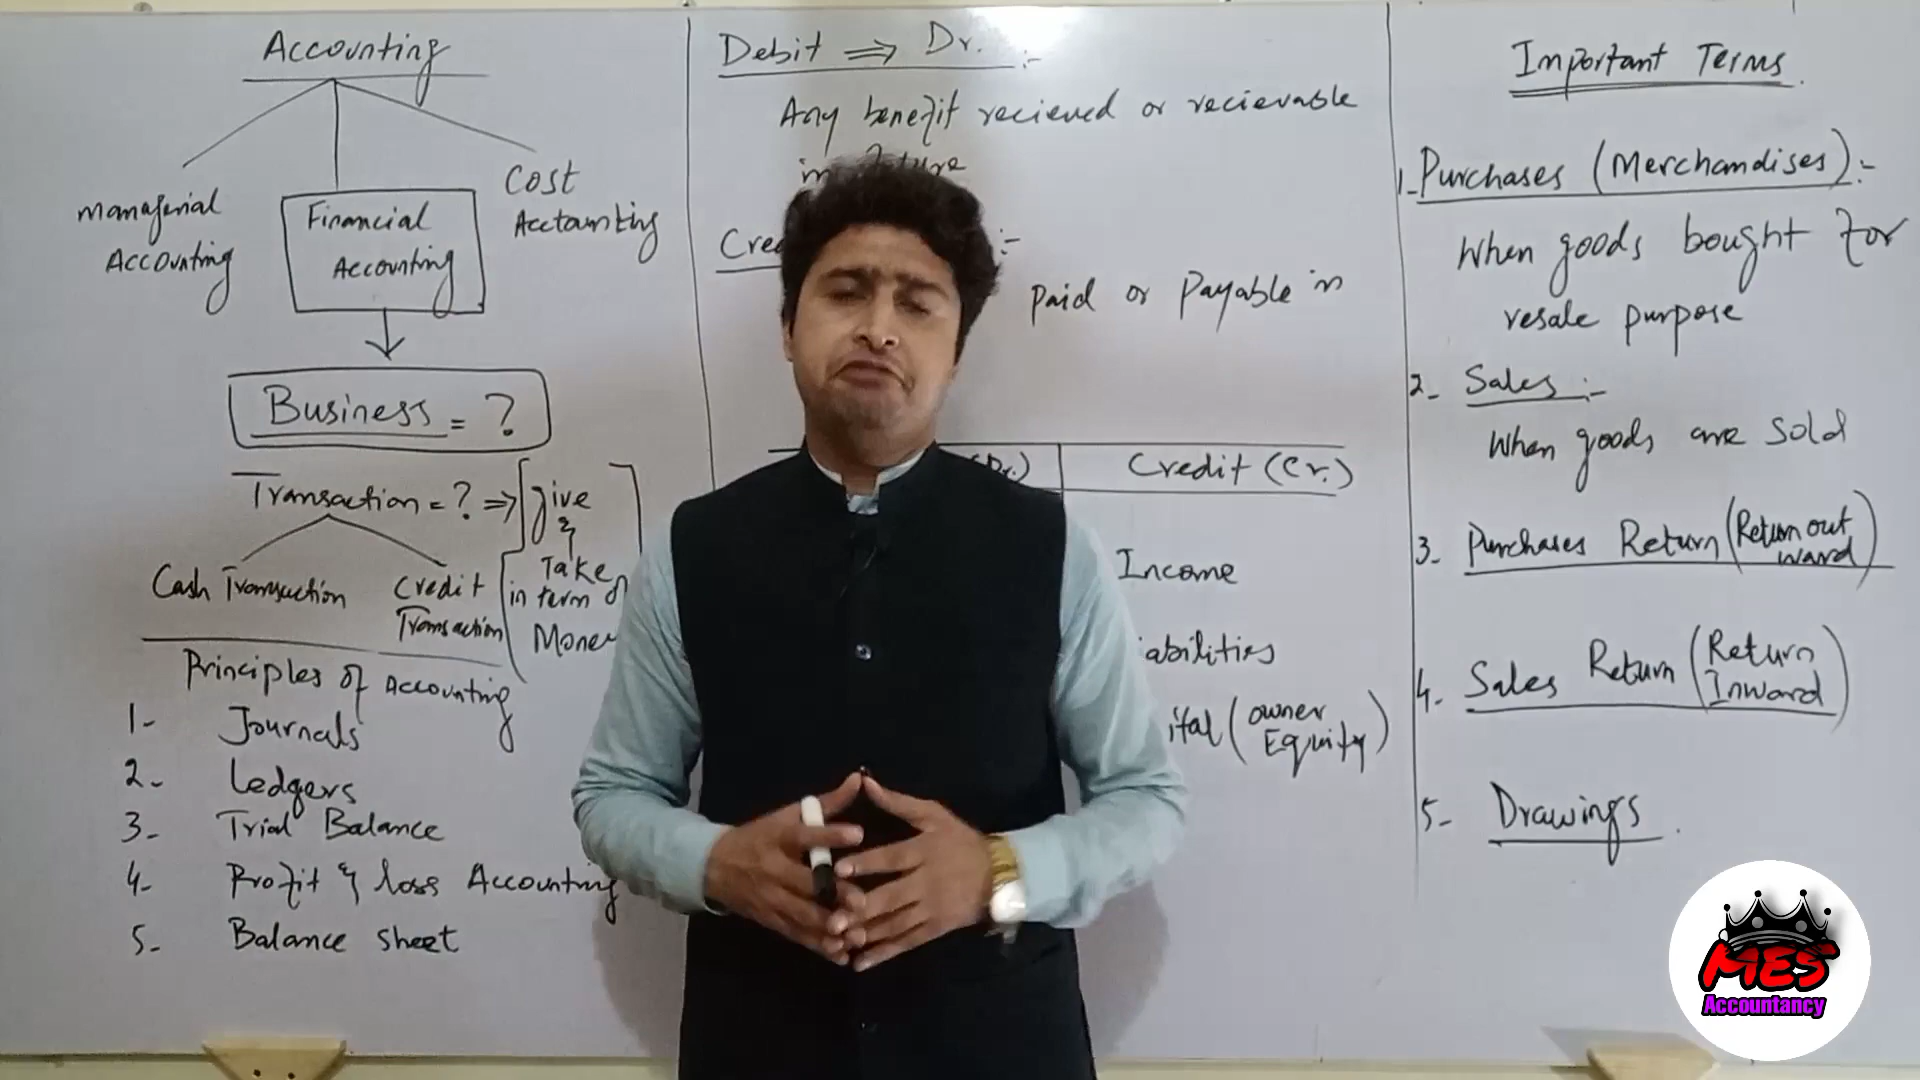 Accounting
Managerial
Accounting
Financial
Accounting
Cost
Acctounting
Business = ?
Transaction = ? ⇒
give
&
Take
in term of
Cash Transaction
Credit
Transaction
Principles of Accounting
1- Journals
2- Ledgers
3- Trial Balance
4- Profit & loss Accounting
5- Balance sheet
Debit ⇒ Dr. :-
Any benefit recieved or recievable
in
:-
Paid or Payable in
(Dr.)
Credit (Cr.)
Income
(owner
Equity)
Important Terms
1- Purchases (Merchandises) :-
When goods bought for
resale purpose
2- Sales :-
When goods are sold
3- Purchases Return (Return out
ward)
4- Sales Return (Return
Inward)
5- Drawings
MES
Accountancy